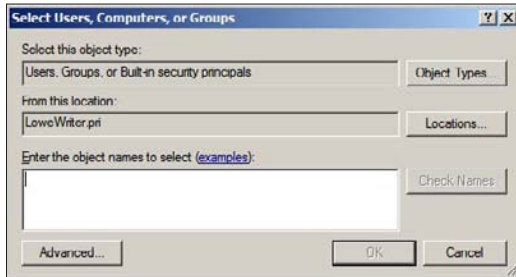 Select Users, Computers, or Groups
Select this object type:
Users, Groups, or Built-in security principals
Object Types...
From this location:
LoweWriter.pri
Locations...
Enter the object names to select (examples):
Check Names
Advanced...
OK
Cancel